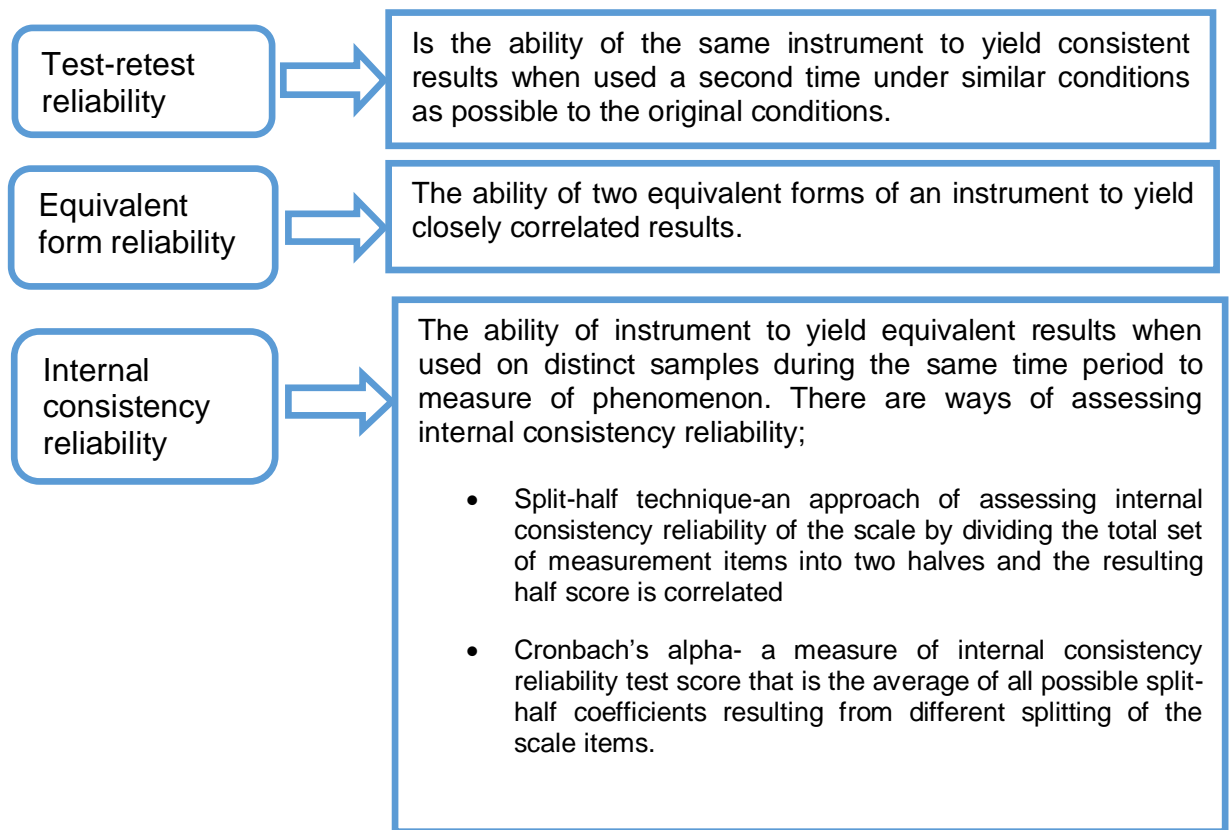 Test-retest
reliability
Is the ability of the same instrument to yield consistent
results when used a second time under similar conditions
as possible to the original conditions.
Equivalent
form reliability
The ability of two equivalent forms of an instrument to yield
closely correlated results.
Internal
consistency
reliability
The ability of instrument to yield equivalent results when
used on distinct samples during the same time period to
measure of phenomenon. There are ways of assessing
internal consistency reliability;
• Split-half technique-an approach of assessing internal
consistency reliability of the scale by dividing the total set
of measurement items into two halves and the resulting
half score is correlated
• Cronbach’s alpha- a measure of internal consistency
reliability test score that is the average of all possible split-
half coefficients resulting from different splitting of the
scale items.